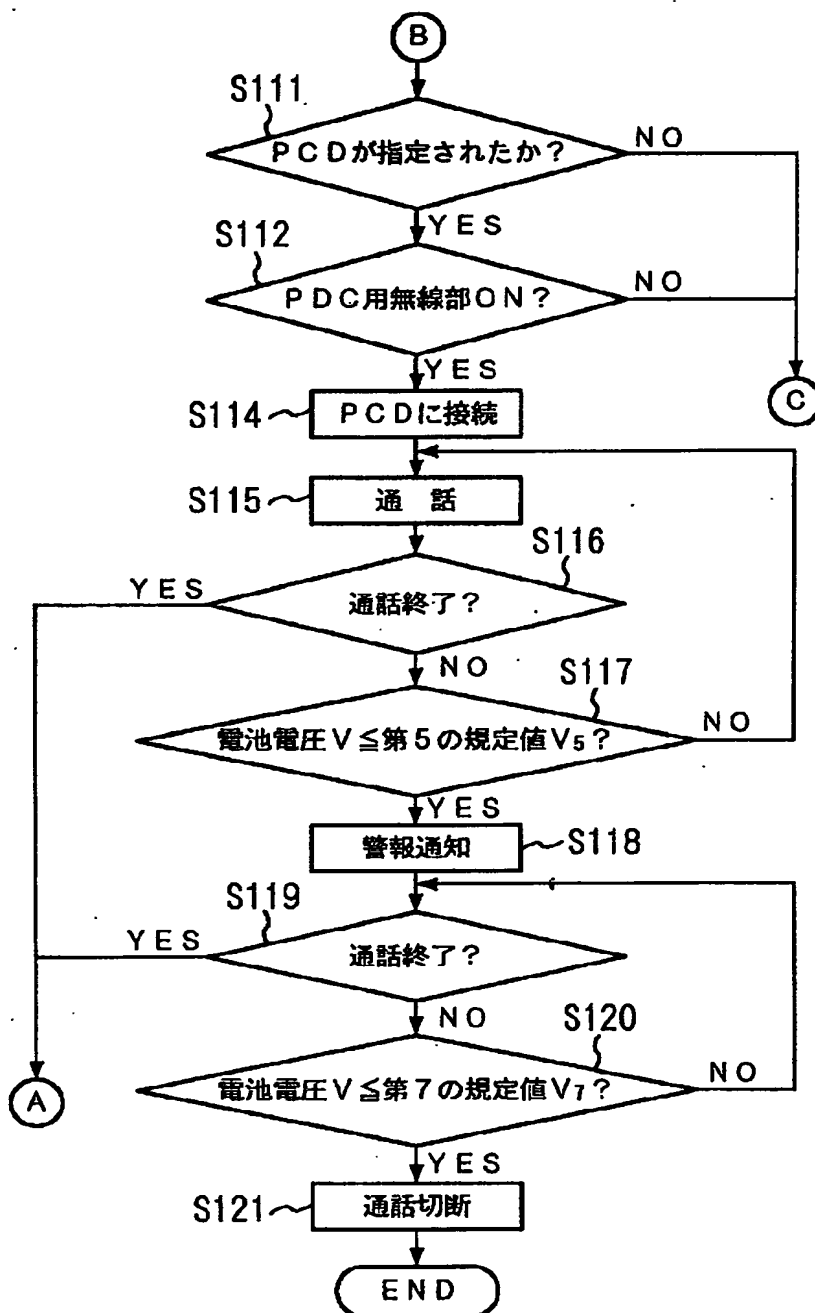 B
S111
PCDが指定されたか?
NO
YES
S112
PDC用無線部ON?
NO
YES
C
S114
PCDに接続
S115
通 話
S116
YES
通話終了?
NO
S117
電池電圧V≦第5の規定値V5?
NO
YES
警報通知
S118
S119
YES
通話終了?
NO
S120
A
電池電圧V≦第7の規定値V7?
NO
YES
S121
通話切断
END